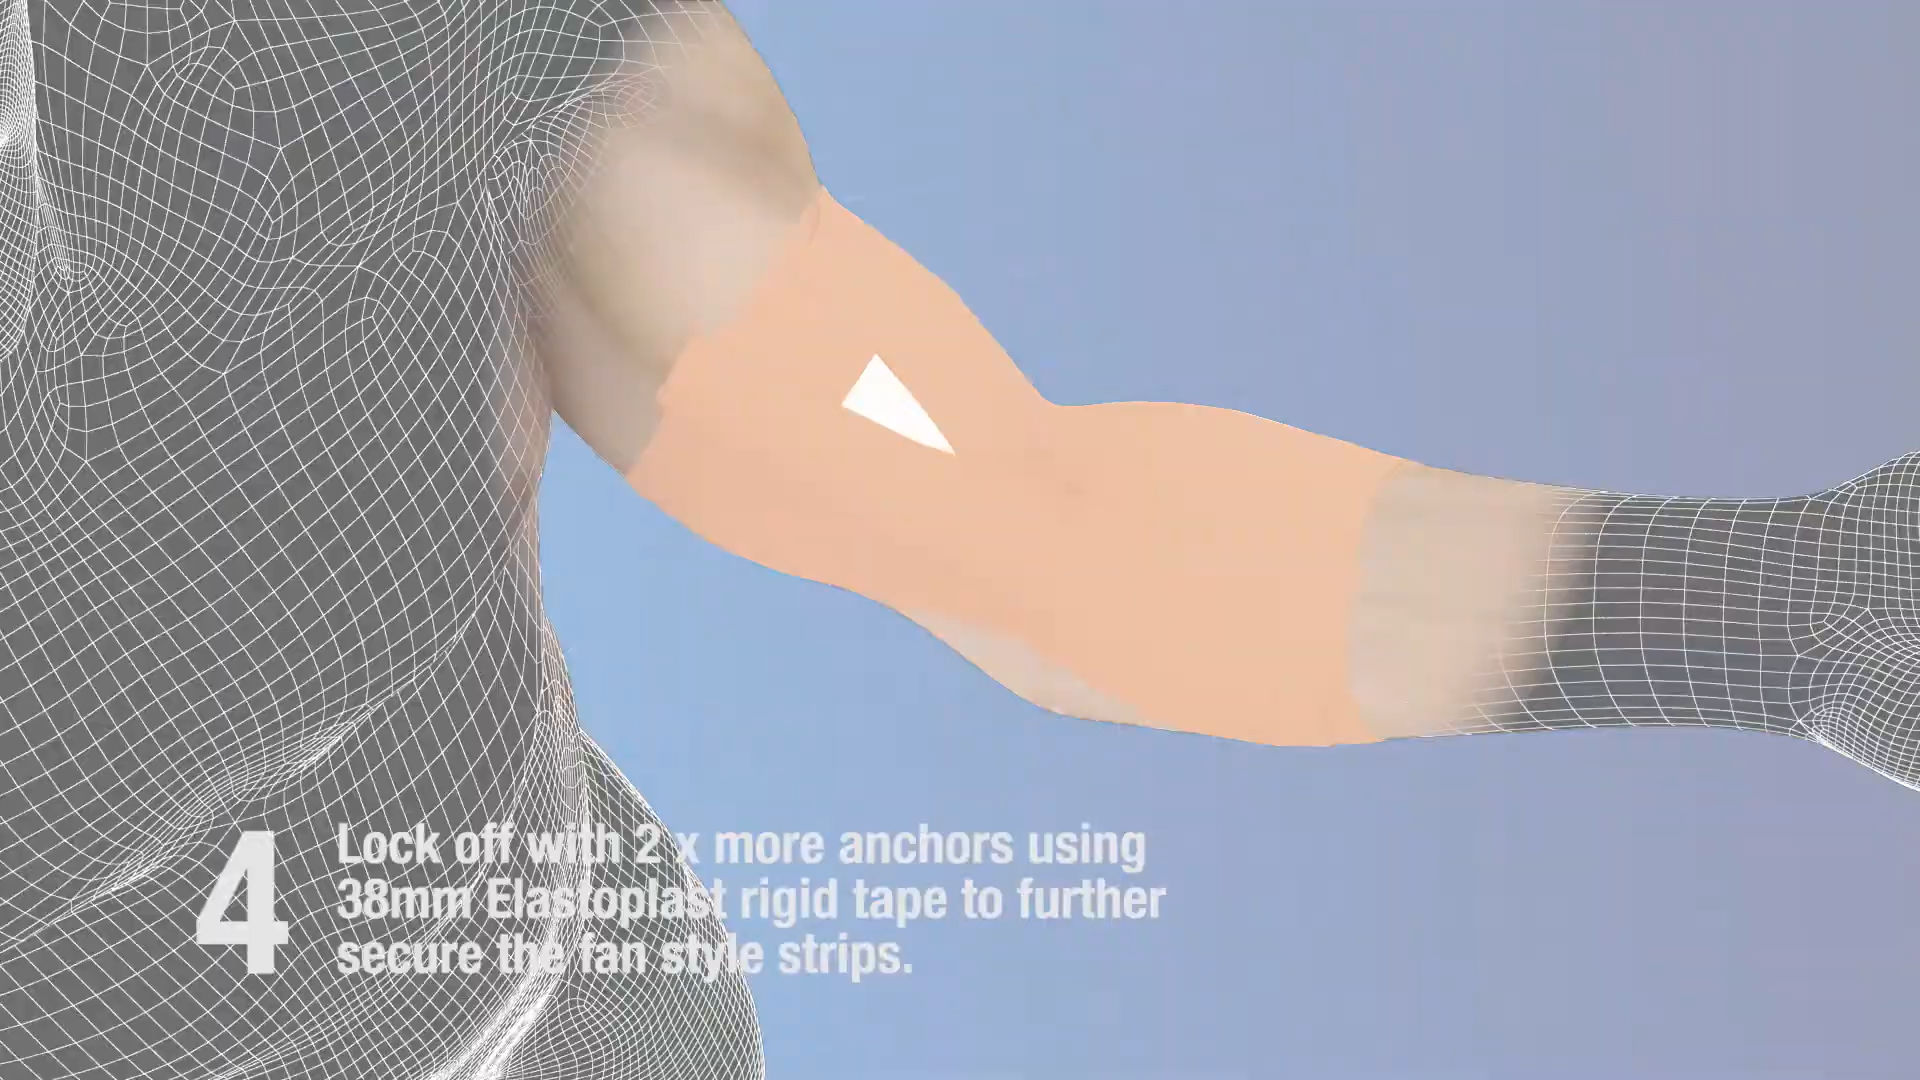 4
Lock off with 2 x more anchors using
38mm Elastoplast rigid tape to further
secure the fan style strips.